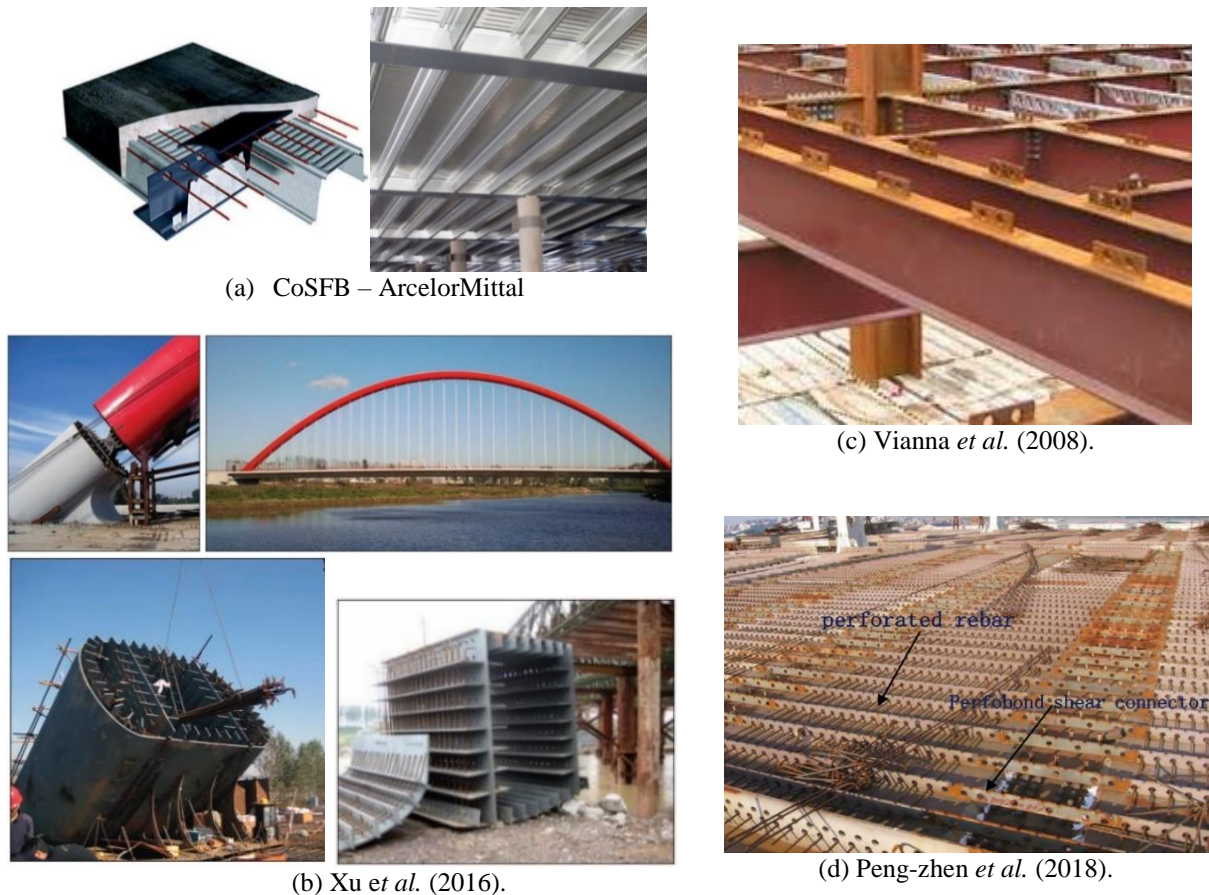 (a) CoSFB – ArcelorMittal
(c) Vianna et al. (2008).
perforated rebar
Perfobond shear connector
(b) Xu et al. (2016).
(d) Peng-zhen et al. (2018).